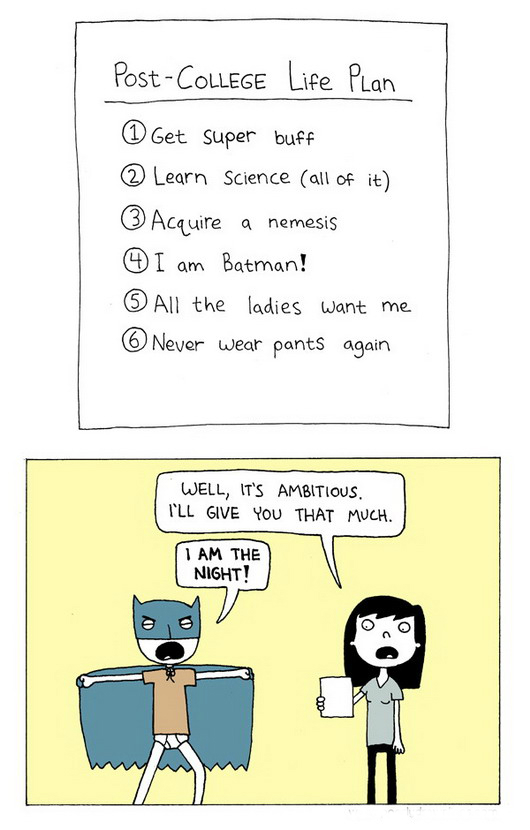 Post-College Life Plan
① Get super buff
② Learn science (all of it)
③ Acquire a nemesis
④ I am Batman!
⑤ All the ladies want me
⑥ Never wear pants again
WELL, IT'S AMBITIOUS.
I'LL GIVE YOU THAT MUCH.
I AM THE
NIGHT!